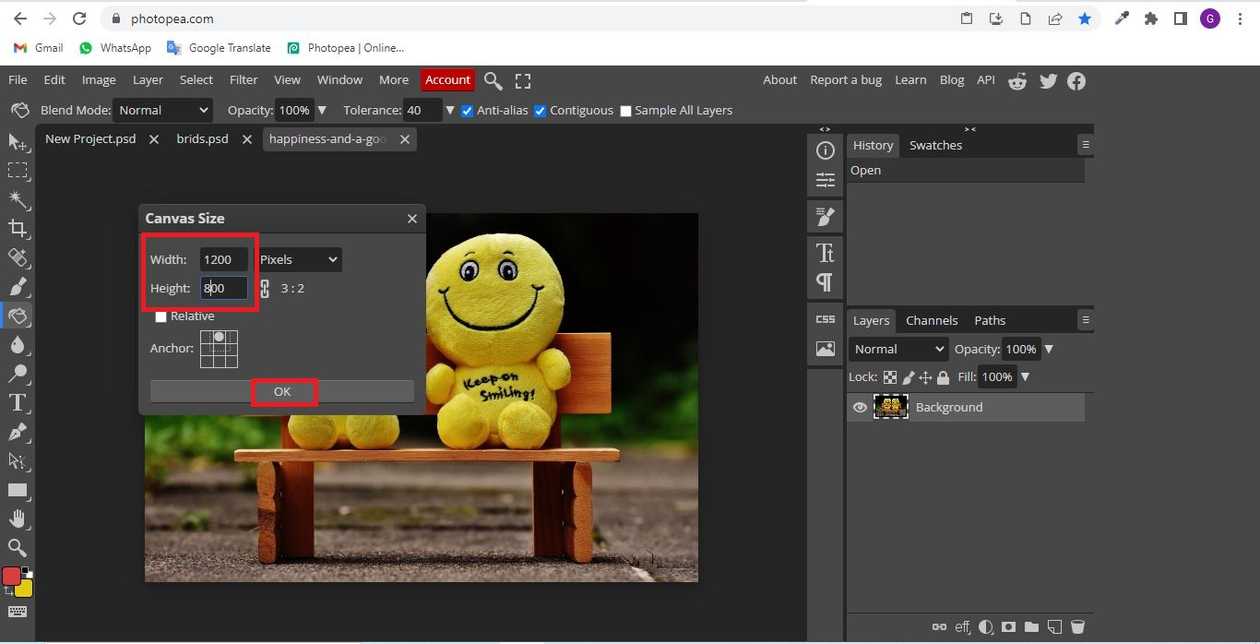 photopea.com
G
Gmail WhatsApp Google Translate Photopea | Online...
File Edit Image Layer Select Filter View Window More Account About Report a bug Learn Blog API
Blend Mode: Normal Opacity: 100% Tolerance: 40 Anti-alias Contiguous Sample All Layers
New Project.psd brids.psd happiness-and-a-goo
History Swatches
Open
Canvas Size
Width: 1200 Pixels
Height: 800 3 : 2
Relative
Anchor:
OK
Keep on
Smiling!
CSS
Layers Channels Paths
Normal Opacity: 100%
Lock: Fill: 100%
Background
eff